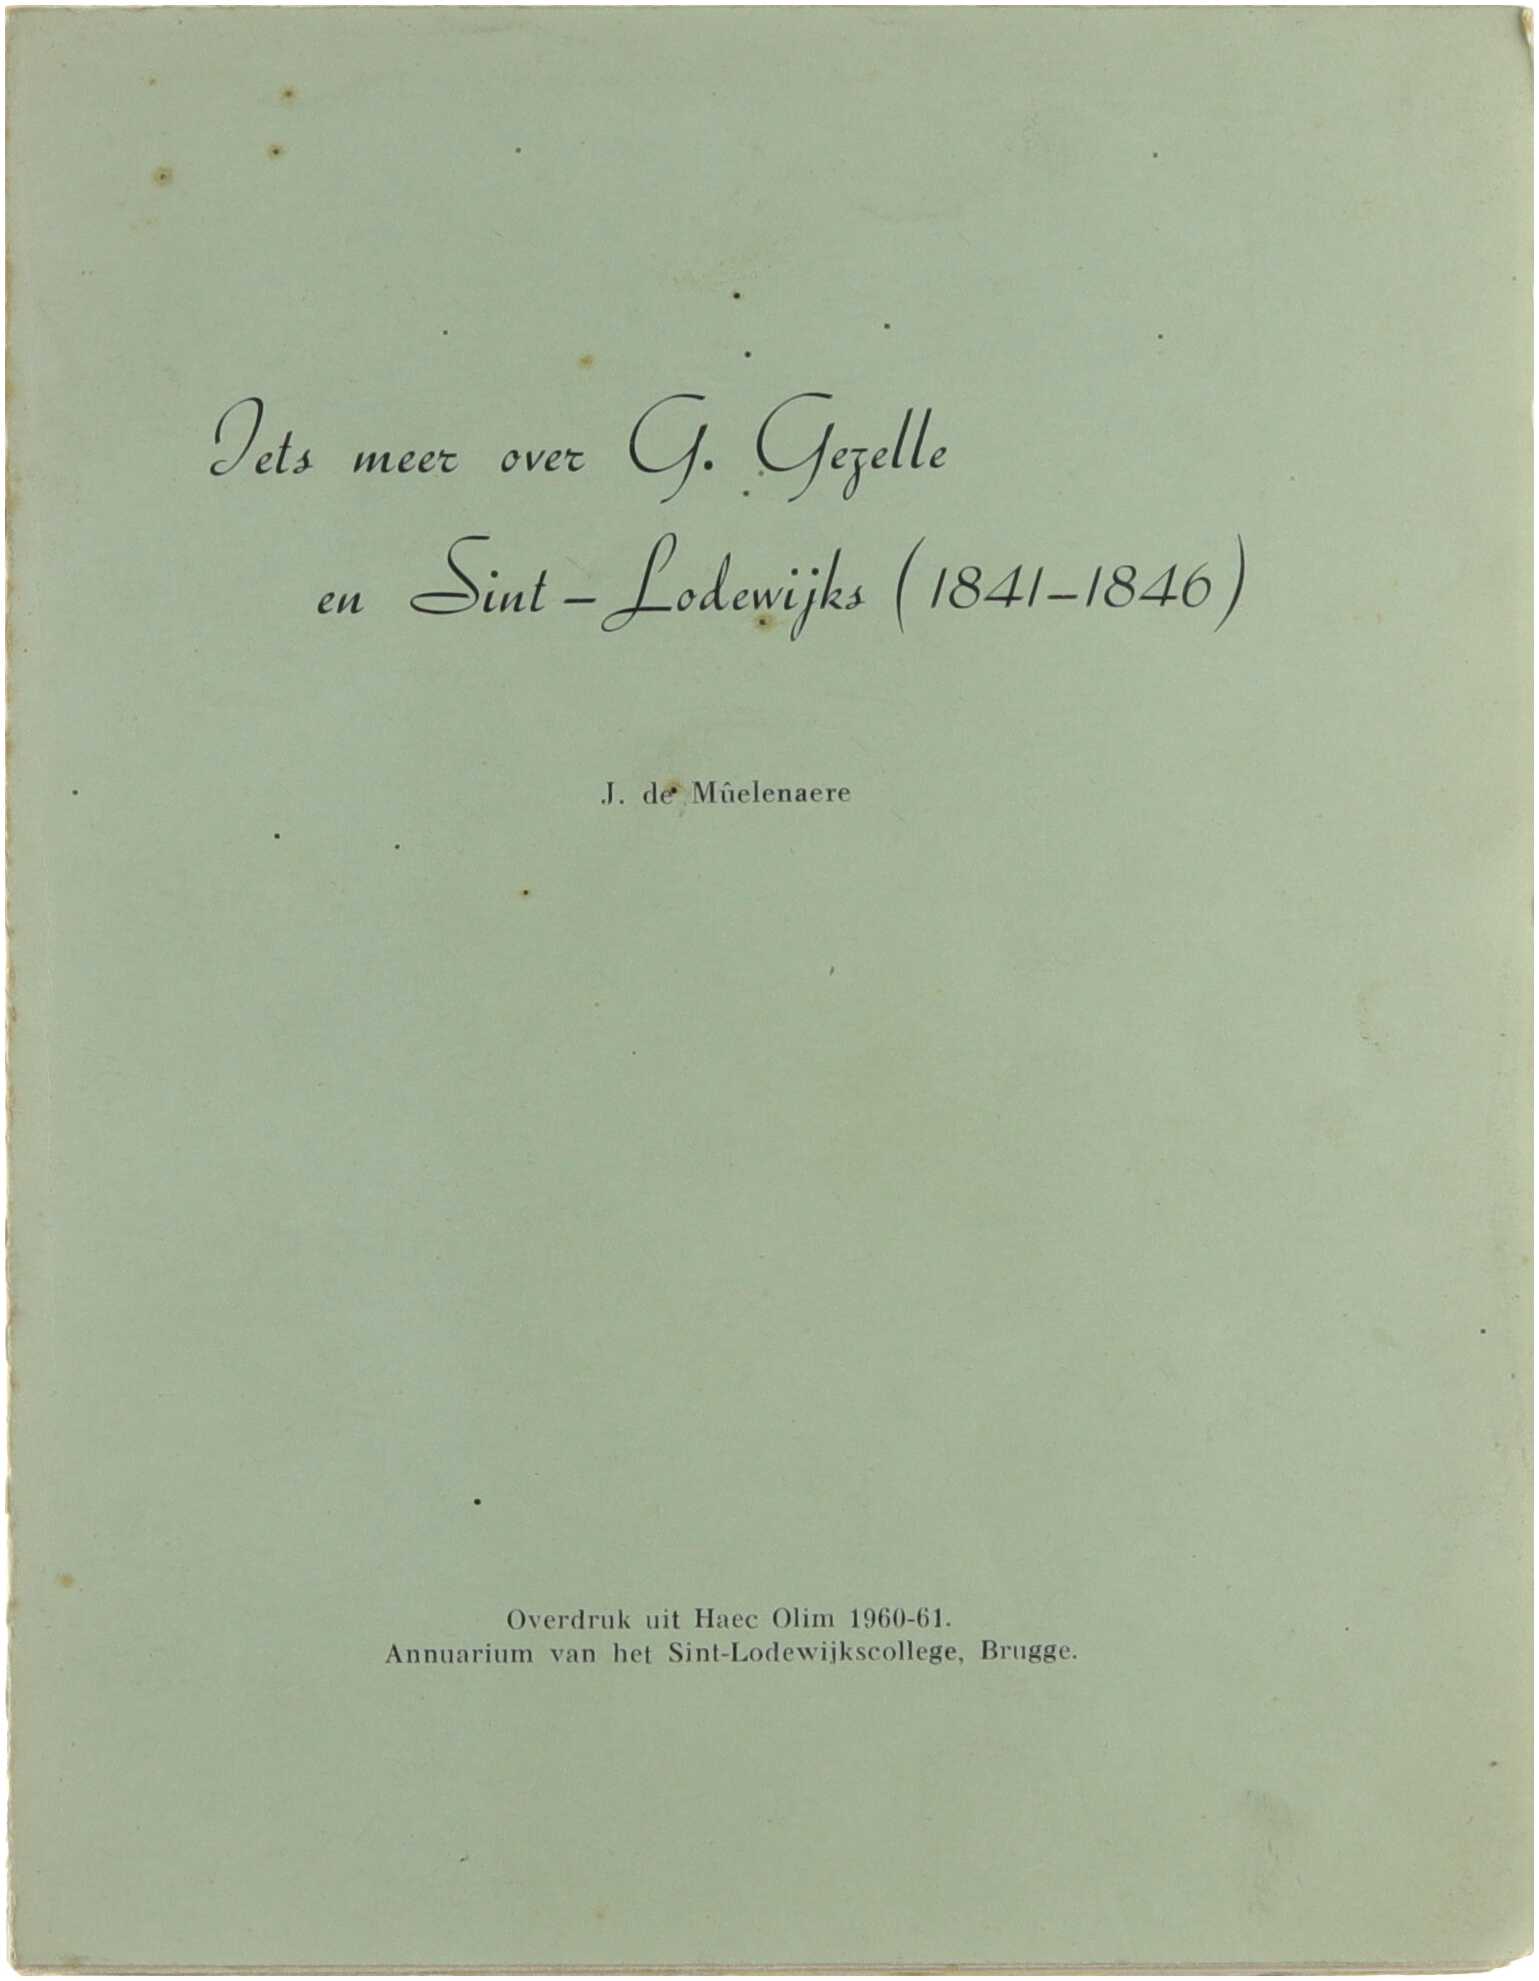 Iets meer over G. Gezelle
en Sint-Lodewijks (1841-1846)
J. de Mûelenaere
Overdruk uit Haec Olim 1960-61.
Annuarium van het Sint-Lodewijkscollege, Brugge.